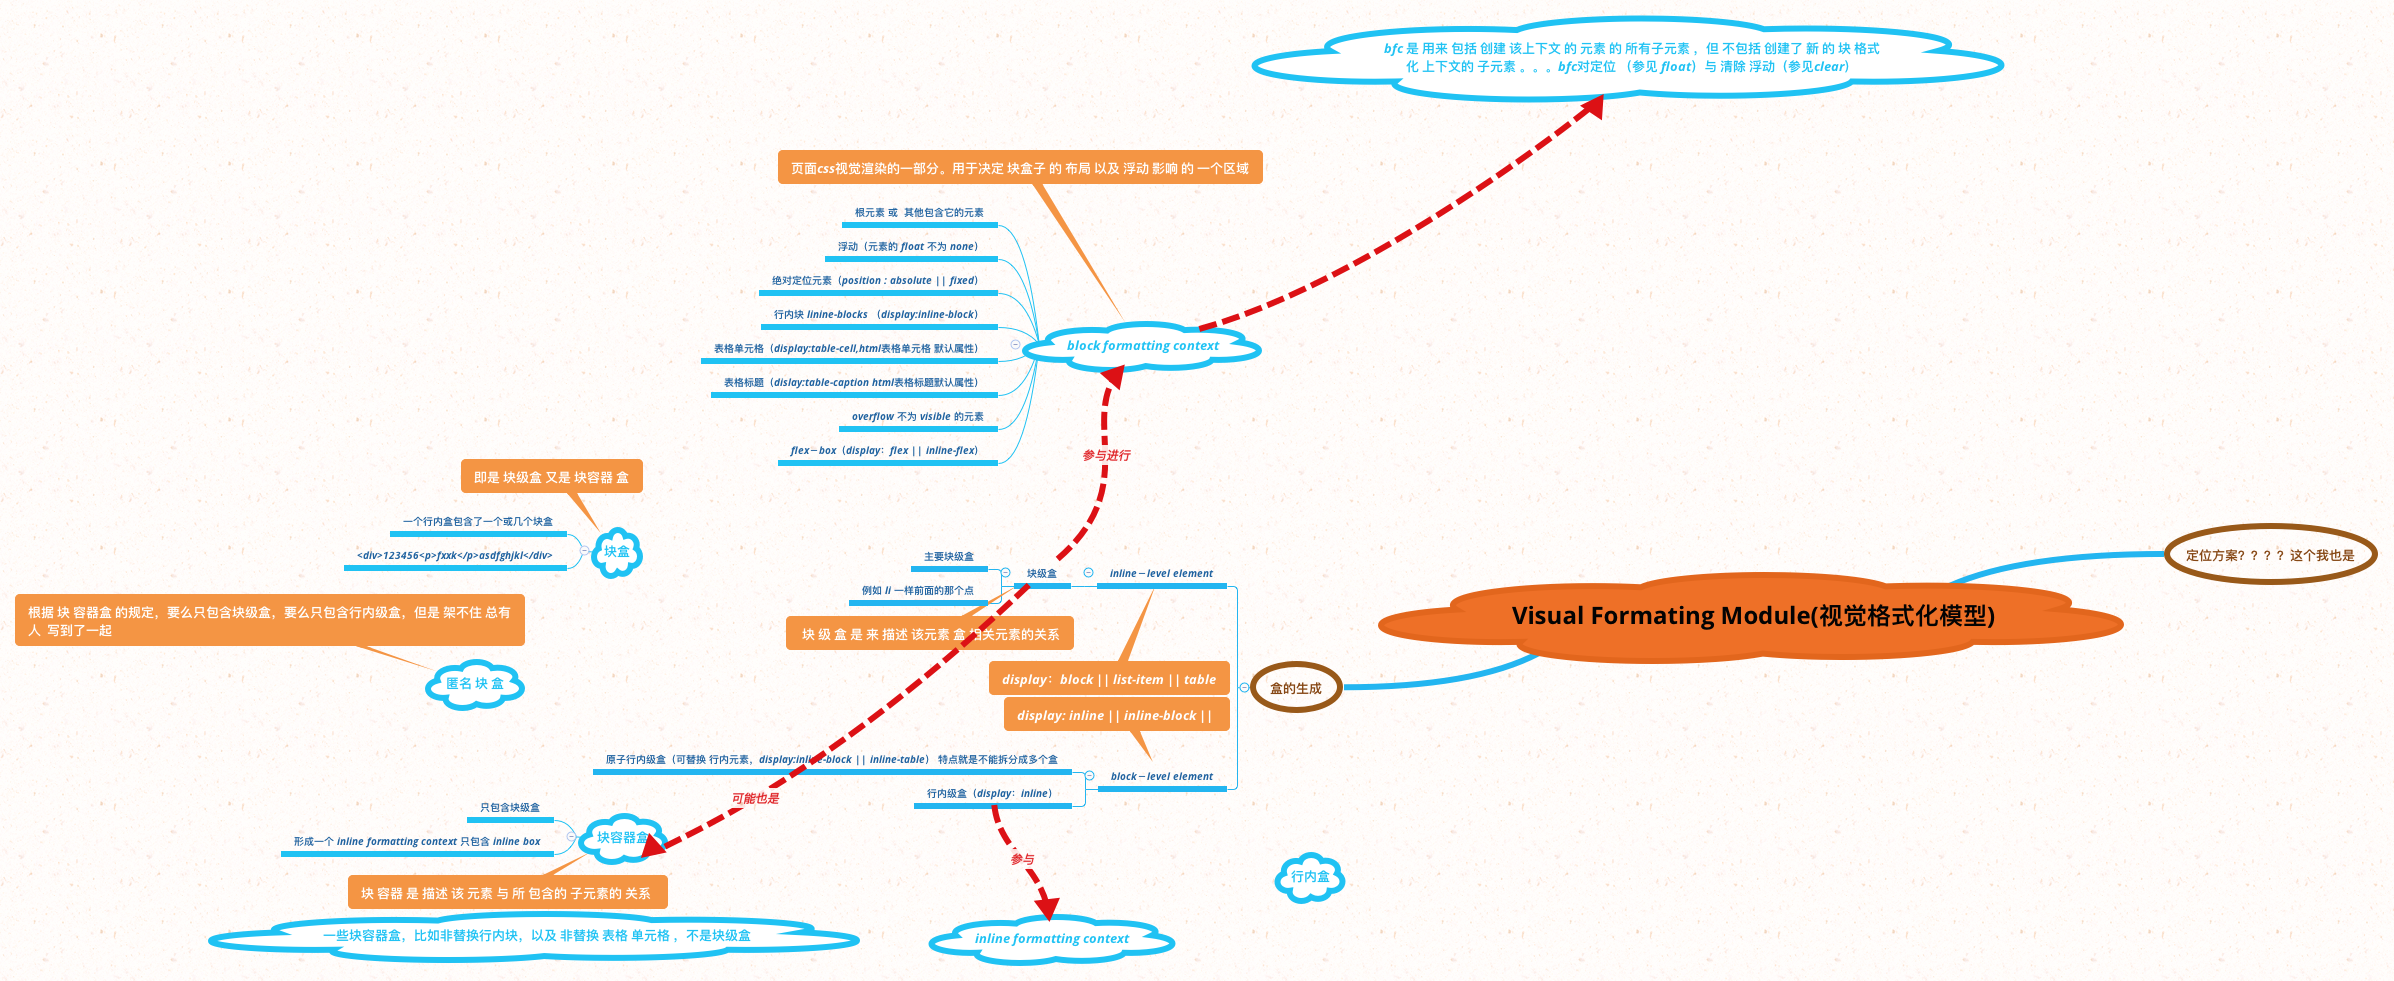 bfc 是 用来 包括 创建 该上下文 的 元素 的 所有子元素 ，但 不包括 创建了 新 的 块 格式
化 上下文的 子元素 。。。bfc对定位 （参见 float）与 清除 浮动（参见clear）
页面css视觉渲染的一部分。用于决定 块盒子 的 布局 以及 浮动 影响 的 一个区域
根元素 或 其他包含它的元素
浮动（元素的 float 不为 none）
绝对定位元素（position : absolute || fixed）
行内块 linine-blocks （display:inline-block）
表格单元格（display:table-cell,html表格单元格 默认属性）
表格标题（dislay:table-caption html表格标题默认属性）
overflow 不为 visible 的元素
flex－box（display：flex || inline-flex）
block formatting context
参与进行
即是 块级盒 又是 块容器 盒
一个行内盒包含了一个或几个块盒
<div>123456<p>fxxk</p>asdfghjkl</div>
块盒
根据 块 容器盒 的规定，要么只包含块级盒，要么只包含行内级盒，但是 架不住 总有
人 写到了一起
匿名 块 盒
主要块级盒
例如 li 一样前面的那个点
块级盒
inline－level element
块 级 盒 是 来 描述 该元素 盒 相关元素的关系
display：block || list-item || table
display: inline || inline-block ||
定位方案？？？？ 这个我也是
Visual Formating Module(视觉格式化模型)
盒的生成
原子行内级盒（可替换 行内元素，display:inline-block || inline-table） 特点就是不能拆分成多个盒
行内级盒（display：inline）
block－level element
可能也是
只包含块级盒
形成一个 inline formatting context 只包含 inline box
块容器盒
块 容器 是 描述 该 元素 与 所 包含的 子元素的 关系
一些块容器盒，比如非替换行内块，以及 非替换 表格 单元格 ，不是块级盒
参与
inline formatting context
行内盒